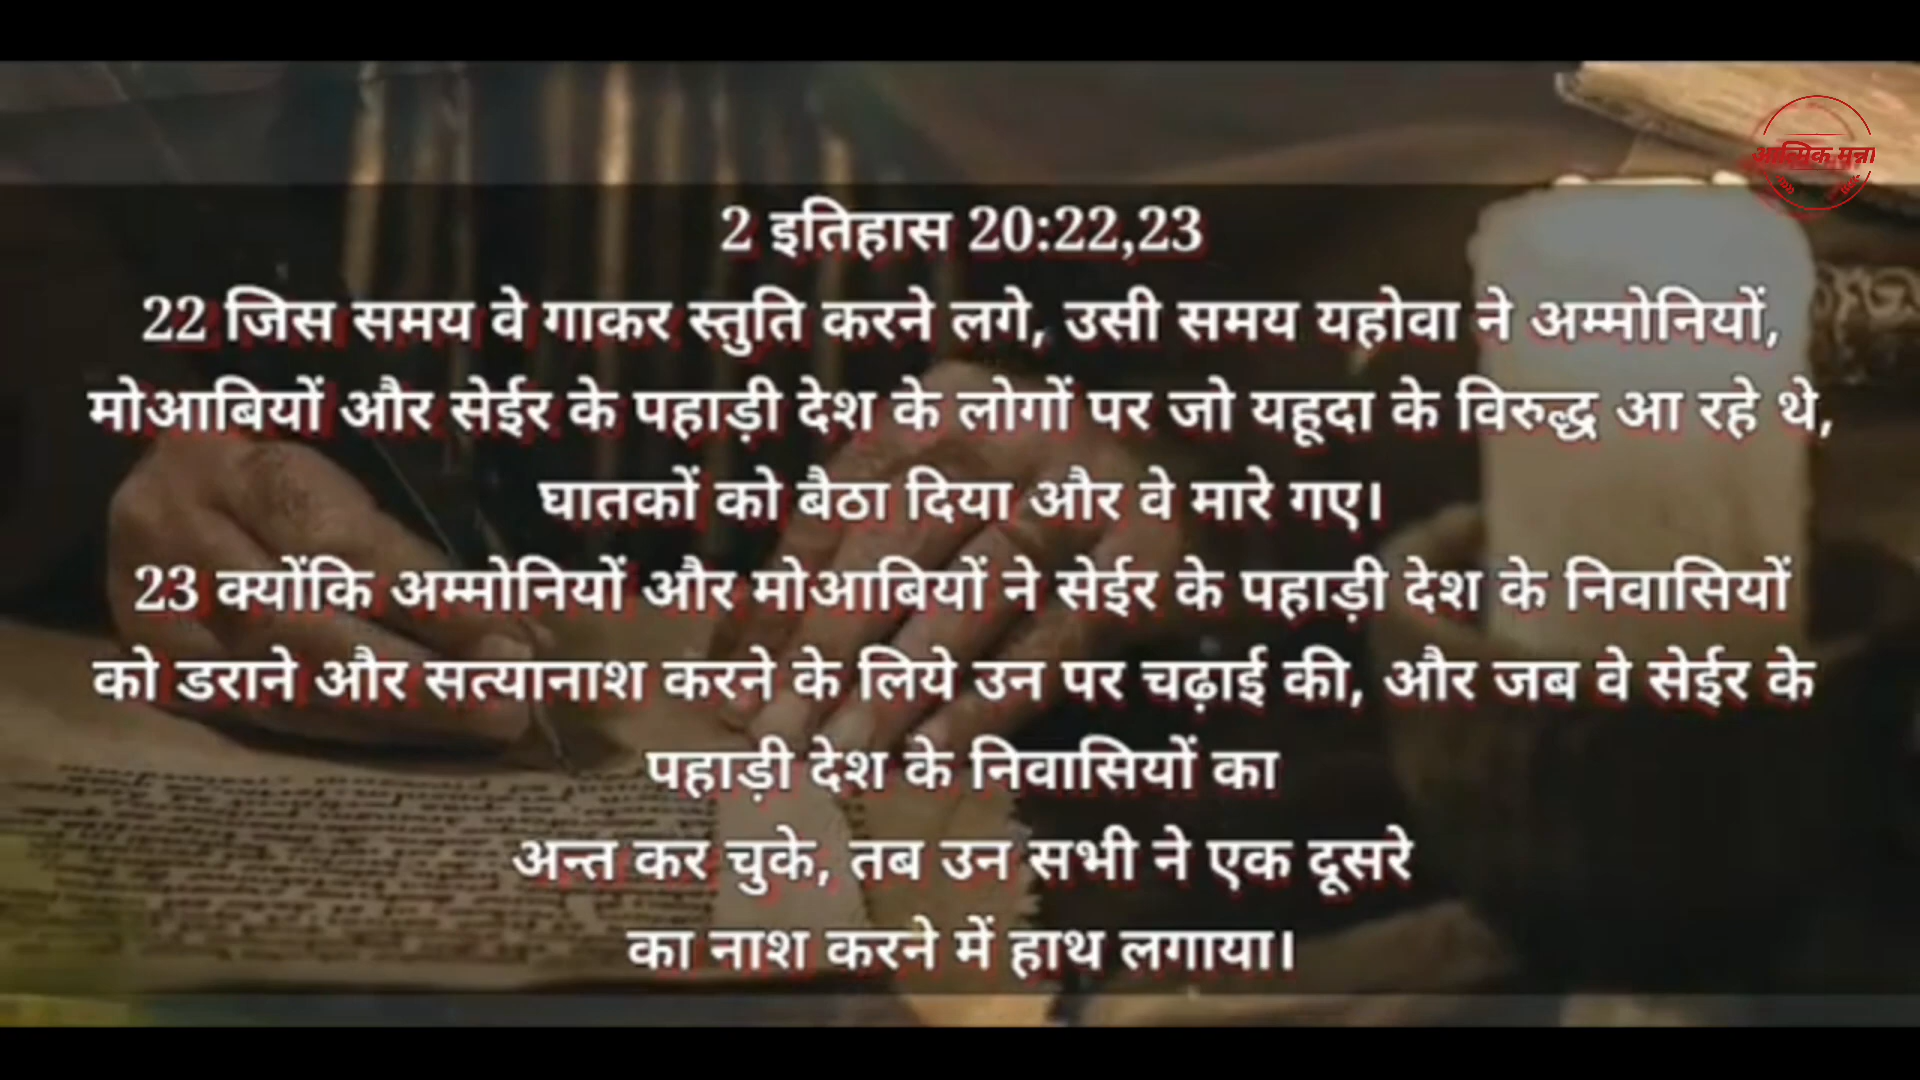 आत्मिक मन्ना
2 इतिहास 20:22,23
22 जिस समय वे गाकर स्तुति करने लगे, उसी समय यहोवा ने अम्मोनियों,
मोआबियों और सेईर के पहाड़ी देश के लोगों पर जो यहूदा के विरुद्ध आ रहे थे,
घातकों को बैठा दिया और वे मारे गए।
23 क्योंकि अम्मोनियों और मोआबियों ने सेईर के पहाड़ी देश के निवासियों
को डराने और सत्यानाश करने के लिये उन पर चढ़ाई की, और जब वे सेईर के
पहाड़ी देश के निवासियों का
अन्त कर चुके, तब उन सभी ने एक दूसरे
का नाश करने में हाथ लगाया।